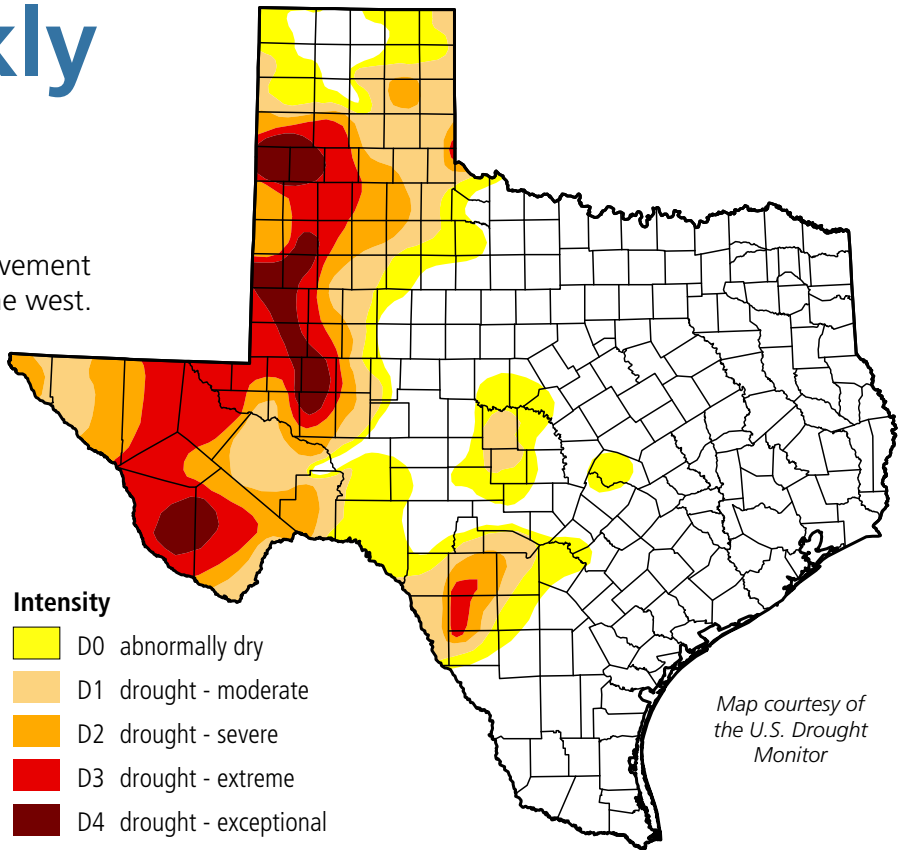 kly
vement
ne west.
Intensity
D0 abnormally dry
D1 drought - moderate
D2 drought - severe
D3 drought - extreme
D4 drought - exceptional
Map courtesy of
the U.S. Drought
Monitor